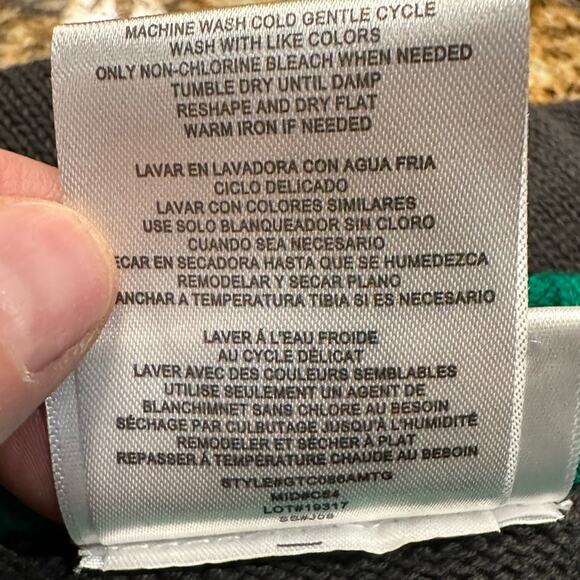 MACHINE WASH COLD GENTLE CYCLE
WASH WITH LIKE COLORS
ONLY NON-CHLORINE BLEACH WHEN NEEDED
TUMBLE DRY UNTIL DAMP
RESHAPE AND DRY FLAT
WARM IRON IF NEEDED
LAVAR EN LAVADORA CON AGUA FRIA
CICLO DELICADO
LAVAR CON COLORES SIMILARES
USE SOLO BLANQUEADOR SIN CLORO
CUANDO SEA NECESARIO
ECAR EN SECADORA HASTA QUE SE HUMEDEZCA
REMODELAR Y SECAR PLANO
ANCHAR A TEMPERATURA TIBIA SI ES NECESARIO
LAVER Á L'EAU FROIDE
AU CYCLE DÉLICAT
LAVER AVEC DES COULEURS SEMBLABLES
UTILISE SEULEMENT UN AGENT DE
BLANCHIMNET SANS CHLORE AU BESOIN
SÉCHAGE PAR CULBUTAGE JUSQU'À L'HUMIDITÉ
REMODELER ET SÉCHER À PLAT
REPASSER À TEMPÉRATURE CHAUDE AU BESOIN
STYLE#GTC086AMTG
MID#C84
LOT#19317